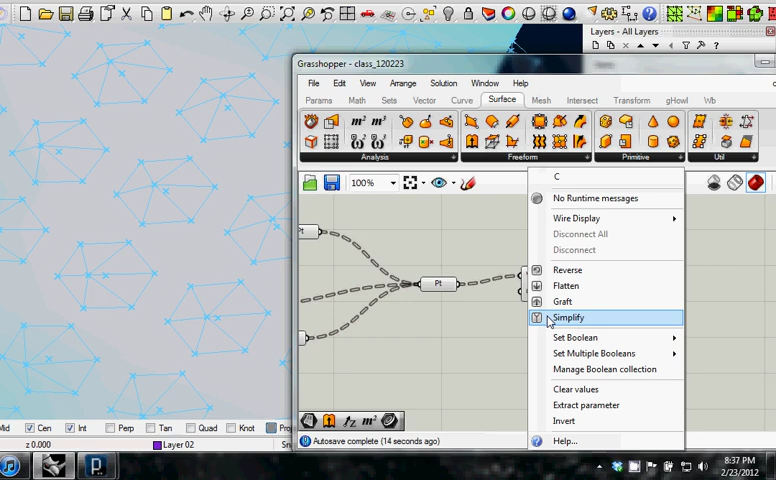 Layers - All Layers
Grasshopper - class_120223
File Edit View Arrange Solution Window Help
Params Math Sets Vector Curve Surface Mesh Intersect Transform gHowl Wb
m² m³
Analysis Freeform Primitive Util
100%
C
No Runtime messages
Wire Display
Disconnect All
Disconnect
Reverse
Flatten
Graft
Simplify
Set Boolean
Set Multiple Booleans
Manage Boolean collection
Clear values
Extract parameter
Invert
Help...
Pt
Pt
Mid Cen Int Perp Tan Quad Knot
z 0.000 Layer 02
m²
Autosave complete (14 seconds ago)
8:37 PM
2/23/2012